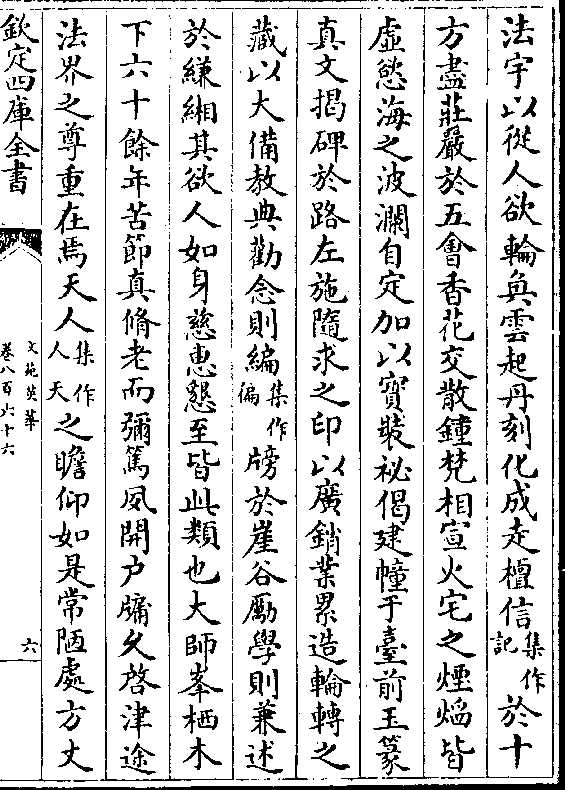 法宇以從人欲輪奐雲起丹刻化成走檀信集作記於十
方盡莊嚴於五會香花交散鍾梵相宣火宅之煙焰皆
虛慾海之波瀾自定加以寳裝祕偈建幢于臺前玉篆
真文揭碑於路左施隨求之印以廣銷業累造輪轉之
藏以大備教典勸念則編集作徧牓於崖谷勵學則兼述
於縑緗其欲人如身慈惠懇至皆此類也大師峯栖木
下六十餘年苦節真脩老而彌篤夙開户牖久啓津途
法界之尊重在焉天人集作人天之瞻仰如是常陋處方丈
欽定四庫全書
文苑英華
卷八百六十六
六